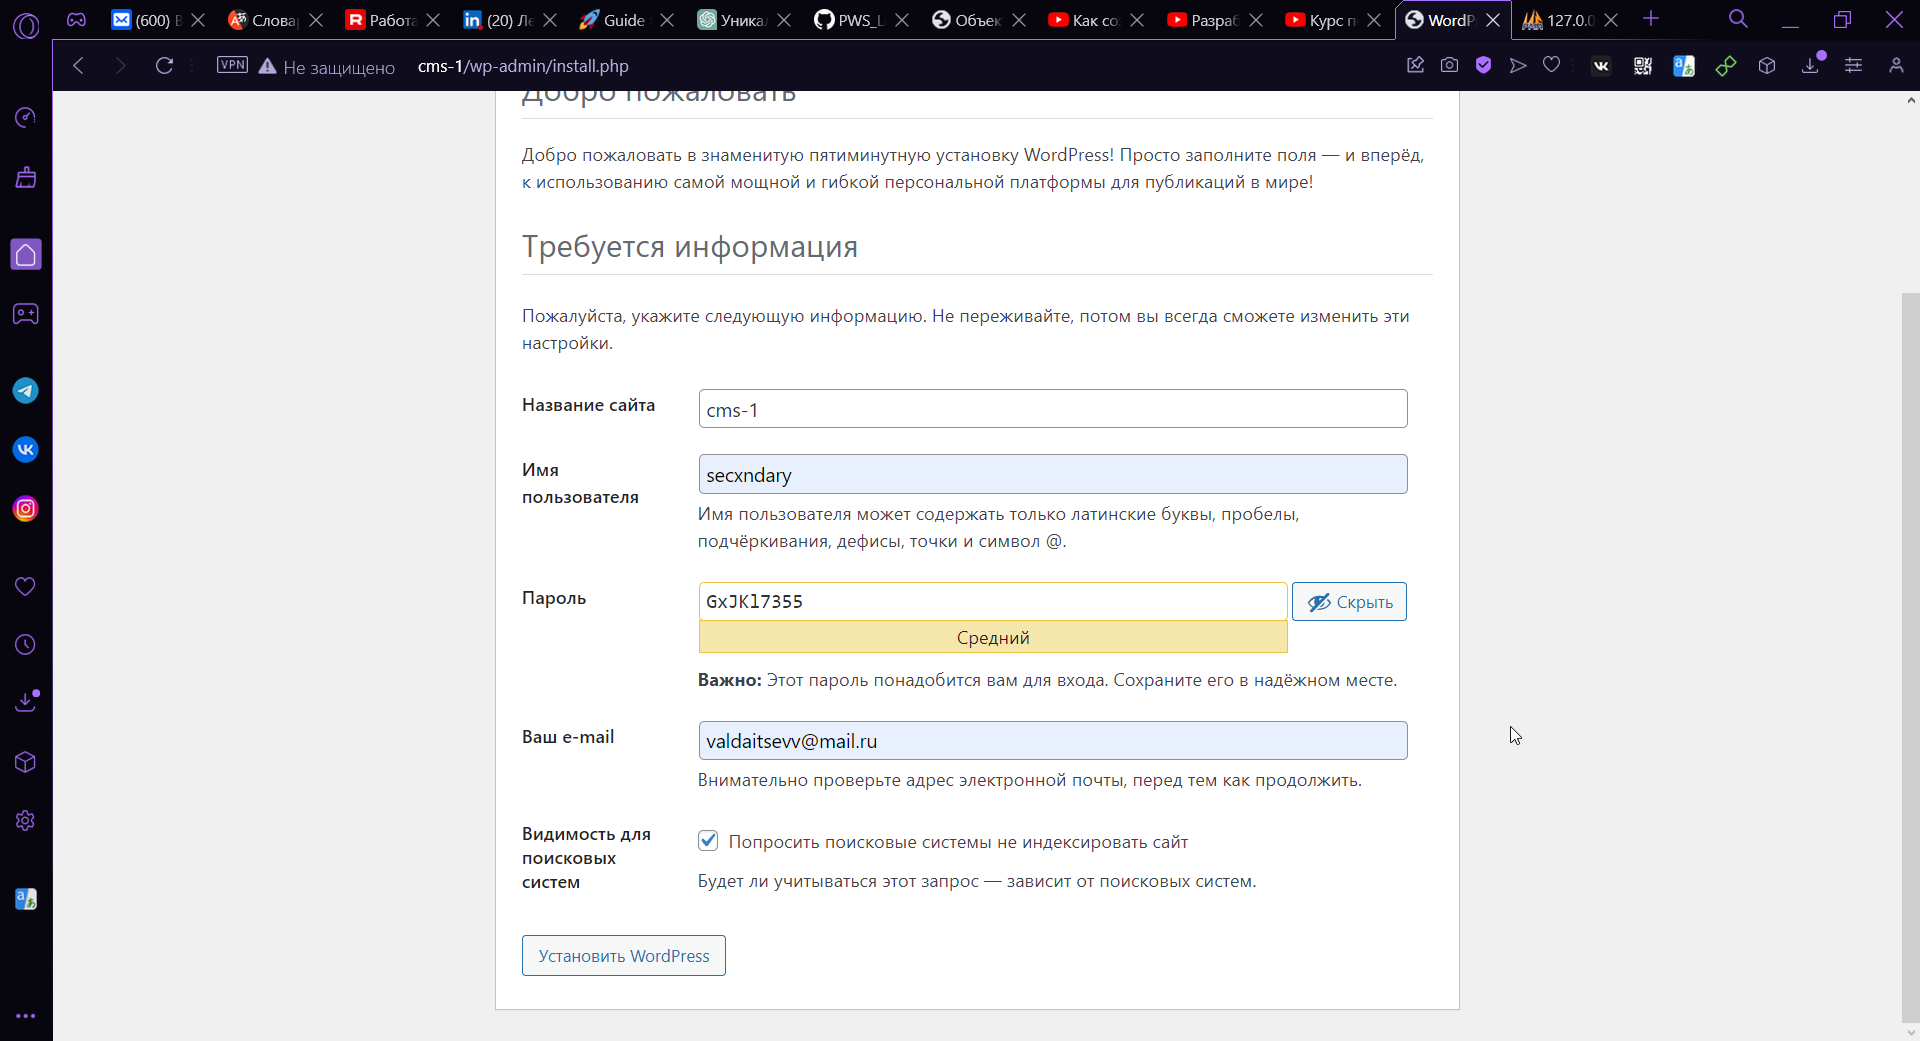 (600) В
Слова
Работа
(20) Ле
Guide
Уника
PWS_L
Объек
Как со
Разраб
Курс п
WordP
127.0.0
VPN
Не защищено
cms-1/wp-admin/install.php
Добро пожаловать
Добро пожаловать в знаменитую пятиминутную установку WordPress! Просто заполните поля — и вперёд,
к использованию самой мощной и гибкой персональной платформы для публикаций в мире!
Требуется информация
Пожалуйста, укажите следующую информацию. Не переживайте, потом вы всегда сможете изменить эти
настройки.
Название сайта
cms-1
Имя
пользователя
secxndary
Имя пользователя может содержать только латинские буквы, пробелы,
подчёркивания, дефисы, точки и символ @.
Пароль
GxJKl7355
Скрыть
Средний
Важно: Этот пароль понадобится вам для входа. Сохраните его в надёжном месте.
Ваш e-mail
valdaitsevv@mail.ru
Внимательно проверьте адрес электронной почты, перед тем как продолжить.
Видимость для
поисковых
систем
Попросить поисковые системы не индексировать сайт
Будет ли учитываться этот запрос — зависит от поисковых систем.
Установить WordPress